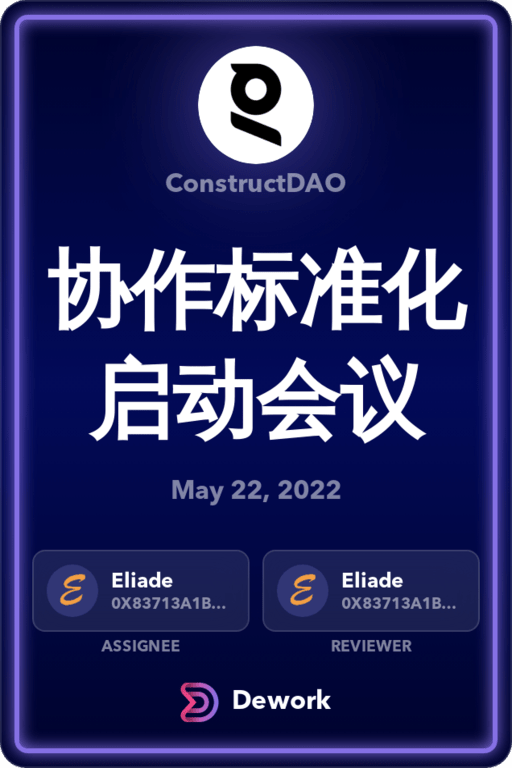 ConstructDAO
协作标准化
启动会议
May 22, 2022
Eliade
0X83713A1B...
ASSIGNEE
Eliade
0X83713A1B...
REVIEWER
Dework